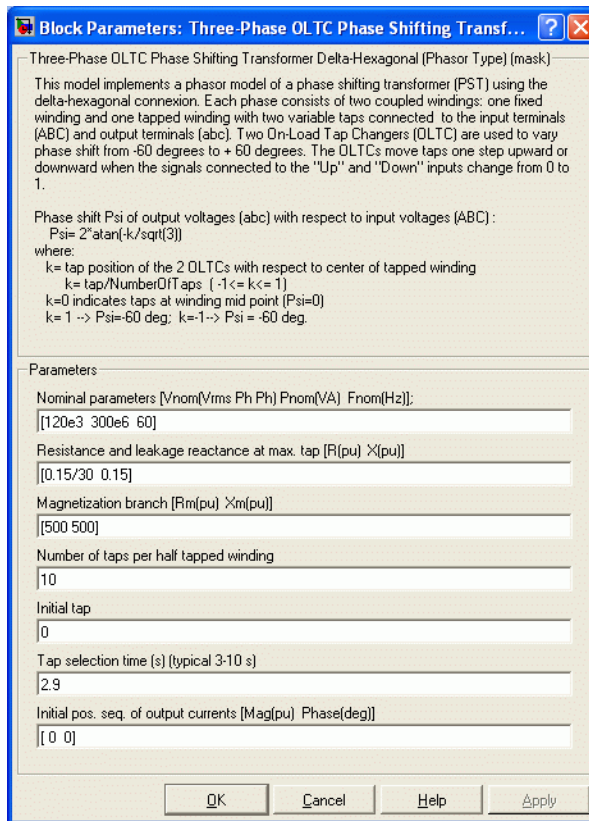 Block Parameters: Three-Phase OLTC Phase Shifting Transf...
Three-Phase OLTC Phase Shifting Transformer Delta-Hexagonal (Phasor Type) (mask)
This model implements a phasor model of a phase shifting transformer (PST) using the
delta-hexagonal connexion. Each phase consists of two coupled windings: one fixed
winding and one tapped winding with two variable taps connected to the input terminals
(ABC) and output terminals (abc). Two On-Load Tap Changers (OLTC) are used to vary
phase shift from -60 degrees to + 60 degrees. The OLTCs move taps one step upward or
downward when the signals connected to the "Up" and "Down" inputs change from 0 to
1.
Phase shift Psi of output voltages (abc) with respect to input voltages (ABC) :
Psi= 2*atan(-k/sqrt(3))
where:
k= tap position of the 2 OLTCs with respect to center of tapped winding
k= tap/NumberOfTaps ( -1<= k<= 1)
k=0 indicates taps at winding mid point (Psi=0)
k= 1 --> Psi=-60 deg; k=-1--> Psi = -60 deg.
Parameters
Nominal parameters [Vnom(Vrms Ph Ph) Pnom(VA) Fnom(Hz)];
[120e3 300e6 60]
Resistance and leakage reactance at max. tap [R(pu) X(pu)]
[0.15/30 0.15]
Magnetization branch [Rm(pu) Xm(pu)]
[500 500]
Number of taps per half tapped winding
10
Initial tap
0
Tap selection time (s) (typical 3-10 s)
2.9
Initial pos. seq. of output currents [Mag(pu) Phase(deg)]
[ 0 0]
OK Cancel Help Apply